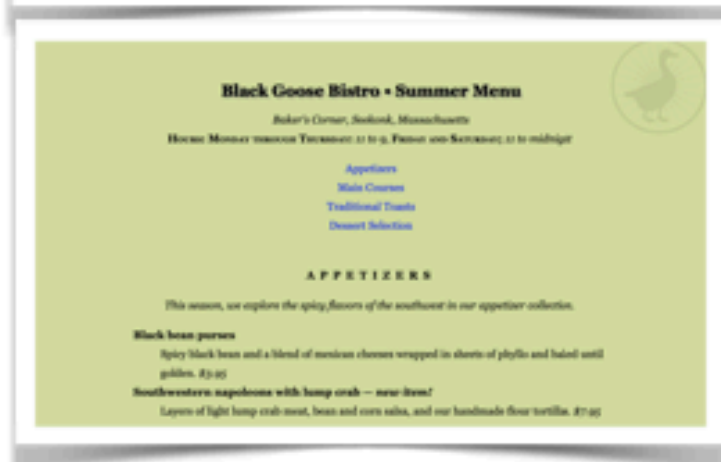 Black Goose Bistro • Summer Menu
Baker's Corner, Seekonk, Massachusetts
Hours: Monday through Thursday: 11 to 9, Friday and Saturday; 11 to midnight
Appetizers
Main Courses
Traditional Toasts
Dessert Selection
APPETIZERS
This season, we explore the spicy flavors of the southwest in our appetizer collection.
Black bean purses
Spicy black bean and a blend of mexican cheeses wrapped in sheets of phyllo and baked until
golden. $3.95
Southwestern napoleons with lump crab — new item!
Layers of light lump crab meat, bean and corn salsa, and our handmade flour tortillas. $7.95